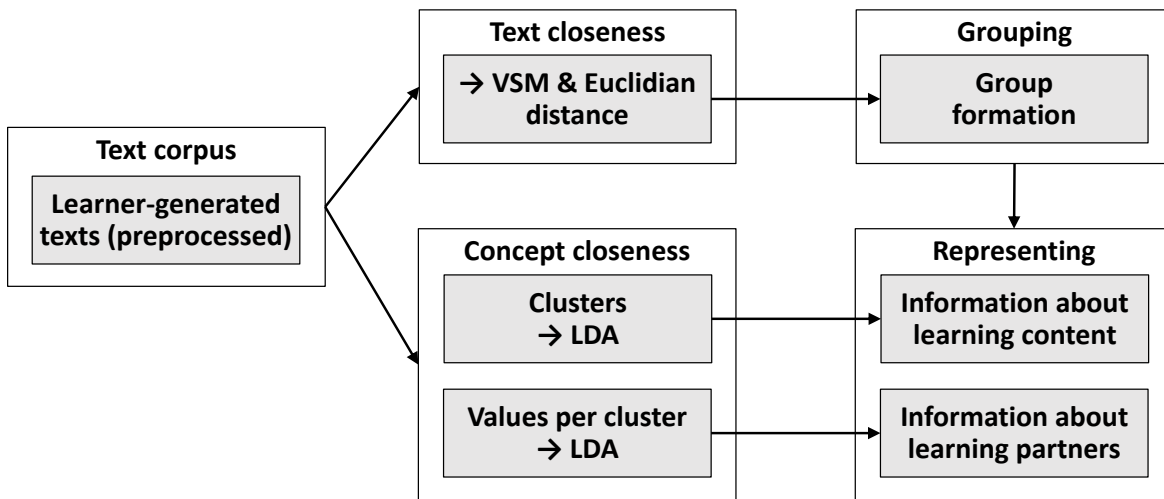 Text corpus
Learner-generated
texts (preprocessed)
Text closeness
→ VSM & Euclidian
distance
Grouping
Group
formation
Concept closeness
Clusters
→ LDA
Values per cluster
→ LDA
Representing
Information about
learning content
Information about
learning partners